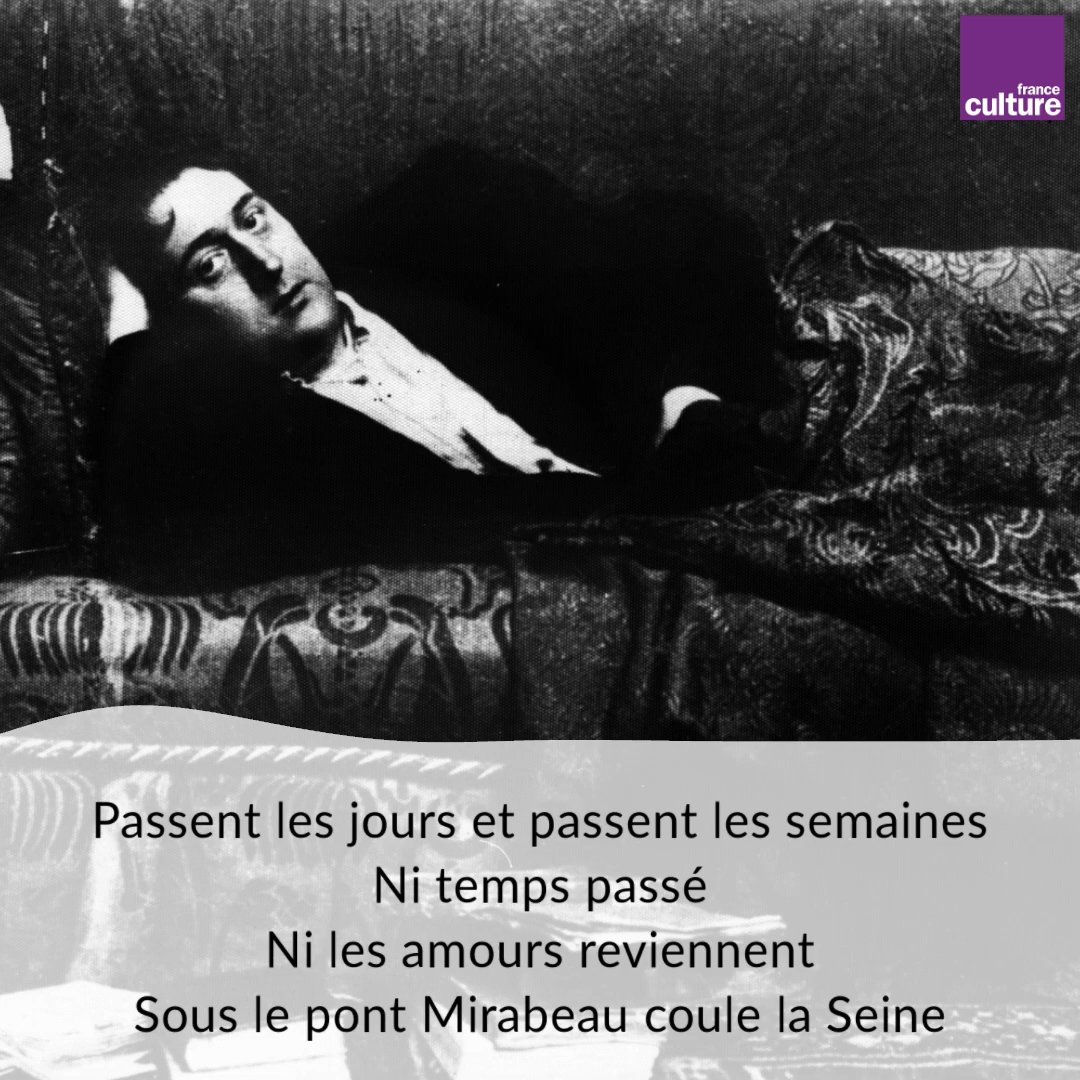 france
culture
Passent les jours et passent les semaines
Ni temps passé
Ni les amours reviennent
Sous le pont Mirabeau coule la Seine